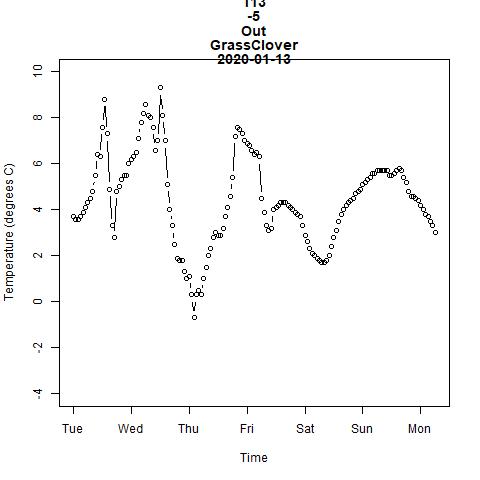 T13
-5
Out
GrassClover
2020-01-13
Temperature (degrees C)
10
8
6
4
2
0
-2
-4
Tue Wed Thu Fri Sat Sun Mon
Time